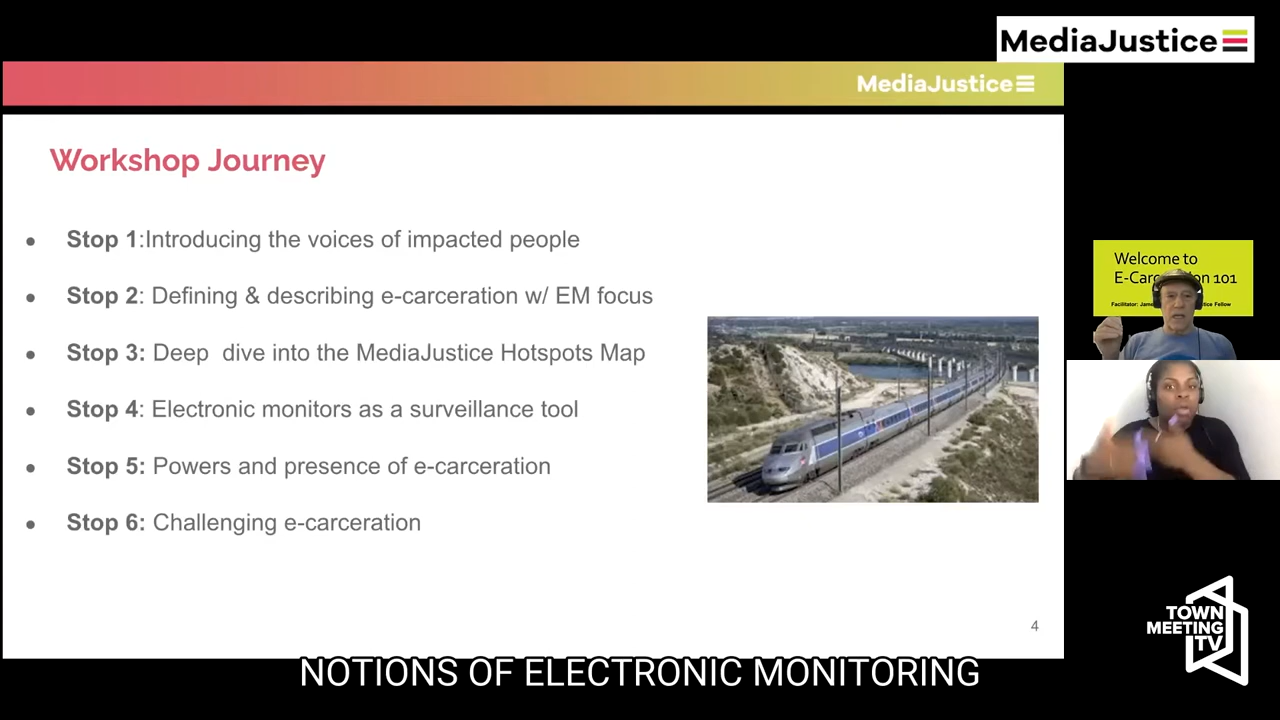 MediaJustice
MediaJustice
Workshop Journey
● Stop 1:Introducing the voices of impacted people
● Stop 2: Defining & describing e-carceration w/ EM focus
● Stop 3: Deep dive into the MediaJustice Hotspots Map
● Stop 4: Electronic monitors as a surveillance tool
● Stop 5: Powers and presence of e-carceration
● Stop 6: Challenging e-carceration
4
Welcome to
E-Carc on 101
Facilitator: Fellow
TOWN
MEETING
TV
NOTIONS OF ELECTRONIC MONITORING